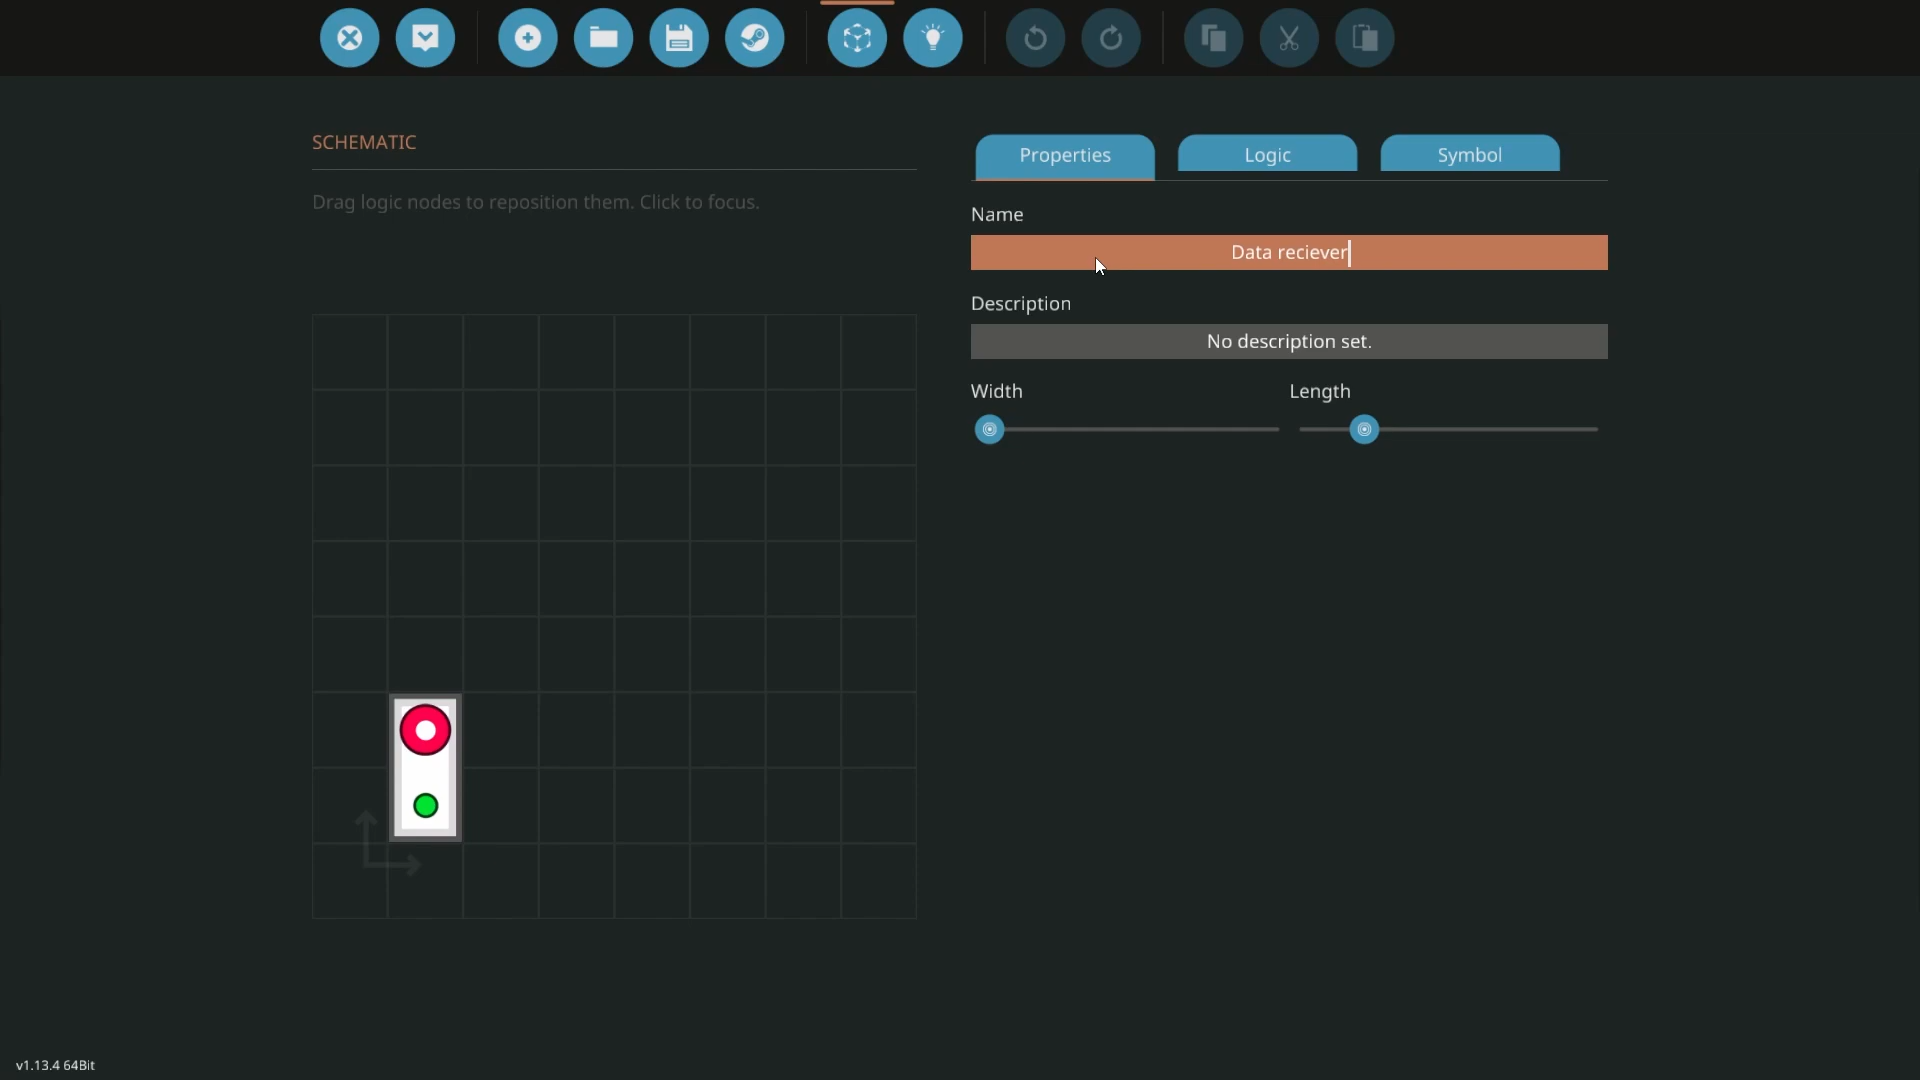 SCHEMATIC
Drag logic nodes to reposition them. Click to focus.
Properties
Logic
Symbol
Name
Data reciever
Description
No description set.
Width
Length
v1.13.4 64Bit